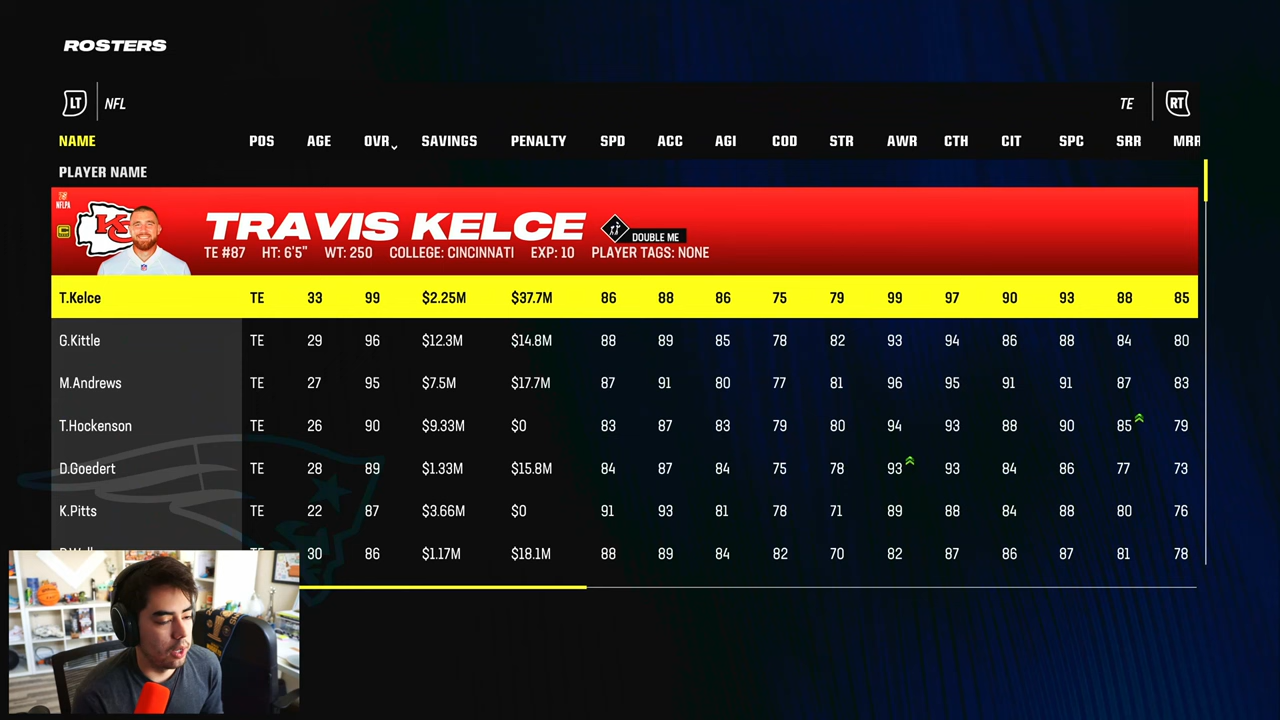 ROSTERS
LT NFL TE RT
NAME POS AGE OVR SAVINGS PENALTY SPD ACC AGI COD STR AWR CTH CIT SPC SRR MRR
PLAYER NAME
NFLPA
C
TRAVIS KELCE DOUBLE ME
TE #87 HT: 6'5" WT: 250 COLLEGE: CINCINNATI EXP: 10 PLAYER TAGS: NONE
T.Kelce TE 33 99 $2.25M $37.7M 86 88 86 75 79 99 97 90 93 88 85
G.Kittle TE 29 96 $12.3M $14.8M 88 89 85 78 82 93 94 86 88 84 80
M.Andrews TE 27 95 $7.5M $17.7M 87 91 80 77 81 96 95 91 91 87 83
T.Hockenson TE 26 90 $9.33M $0 83 87 83 79 80 94 93 88 90 85 79
D.Goedert TE 28 89 $1.33M $15.8M 84 87 84 75 78 93 93 84 86 77 73
K.Pitts TE 22 87 $3.66M $0 91 93 81 78 71 89 88 84 88 80 76
30 86 $1.17M $18.1M 88 89 84 82 70 82 87 86 87 81 78